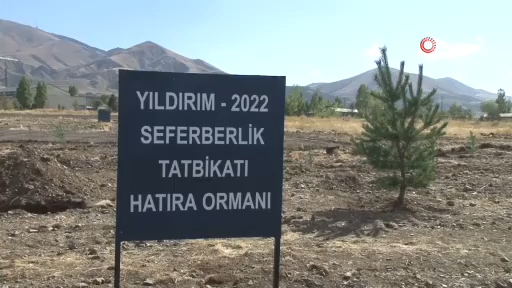 YILDIRIM - 2022
SEFERBERLİK
TATBİKATI
HATIRA ORMANI